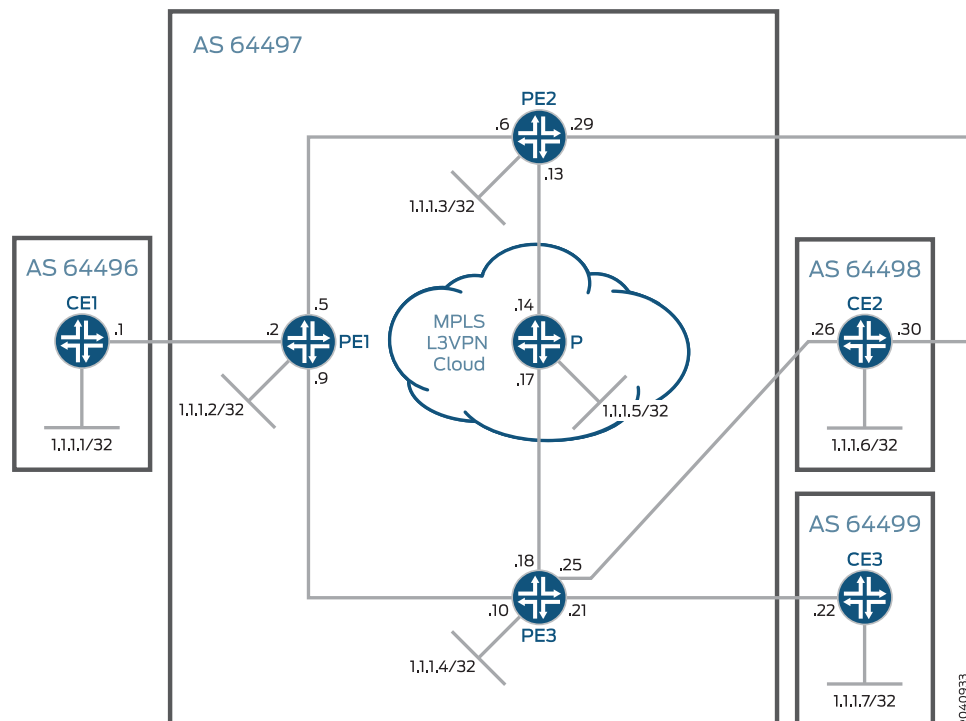 AS 64497
PE2
.6
.29
.13
1.1.1.3/32
AS 64496
CE1
.1
1.1.1.1/32
.5
.2
PE1
.9
1.1.1.2/32
MPLS
L3VPN
Cloud
.14
P
.17
1.1.1.5/32
AS 64498
CE2
.26
.30
1.1.1.6/32
.18
.25
.10
.21
PE3
1.1.1.4/32
AS 64499
CE3
.22
1.1.1.7/32